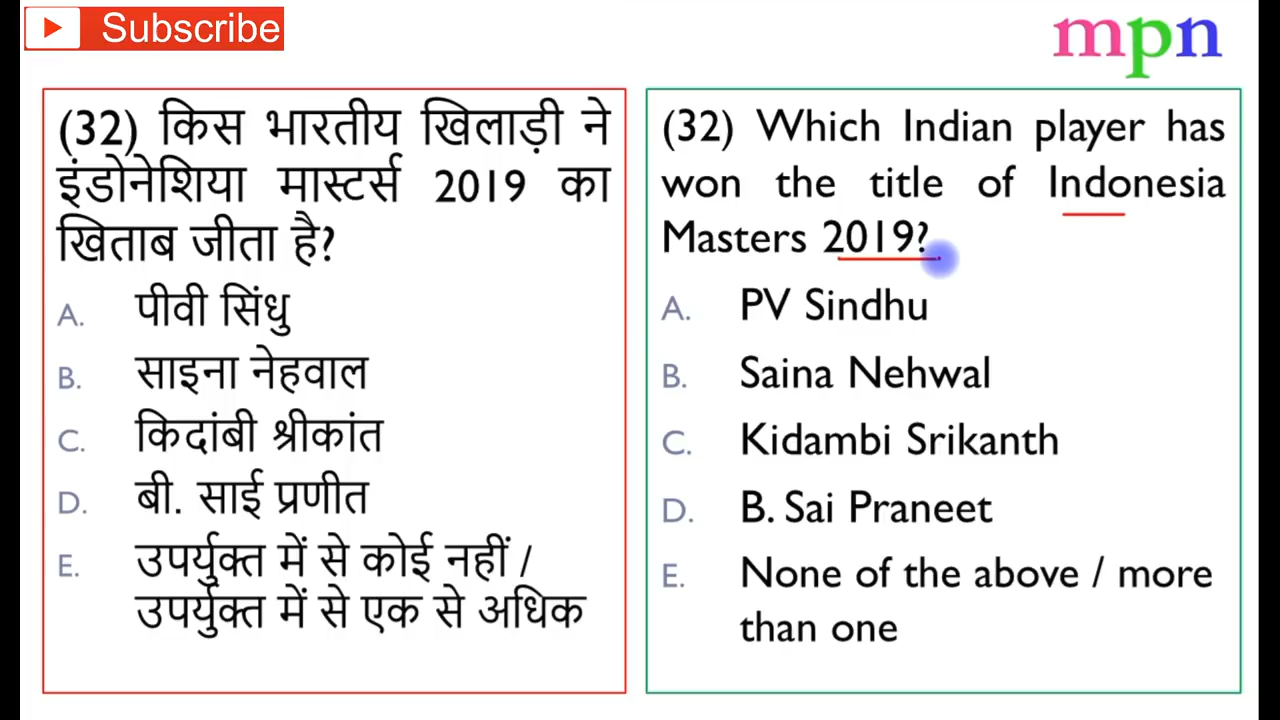 Subscribe
mpn
(32) किस भारतीय खिलाड़ी ने
इंडोनेशिया मास्टर्स 2019 का
खिताब जीता है?
A. पीवी सिंधु
B. साइना नेहवाल
C. किदांबी श्रीकांत
D. बी. साई प्रणीत
E. उपर्युक्त में से कोई नहीं /
उपर्युक्त में से एक से अधिक
(32) Which Indian player has
won the title of Indonesia
Masters 2019?
A. PV Sindhu
B. Saina Nehwal
C. Kidambi Srikanth
D. B. Sai Praneet
E. None of the above / more
than one